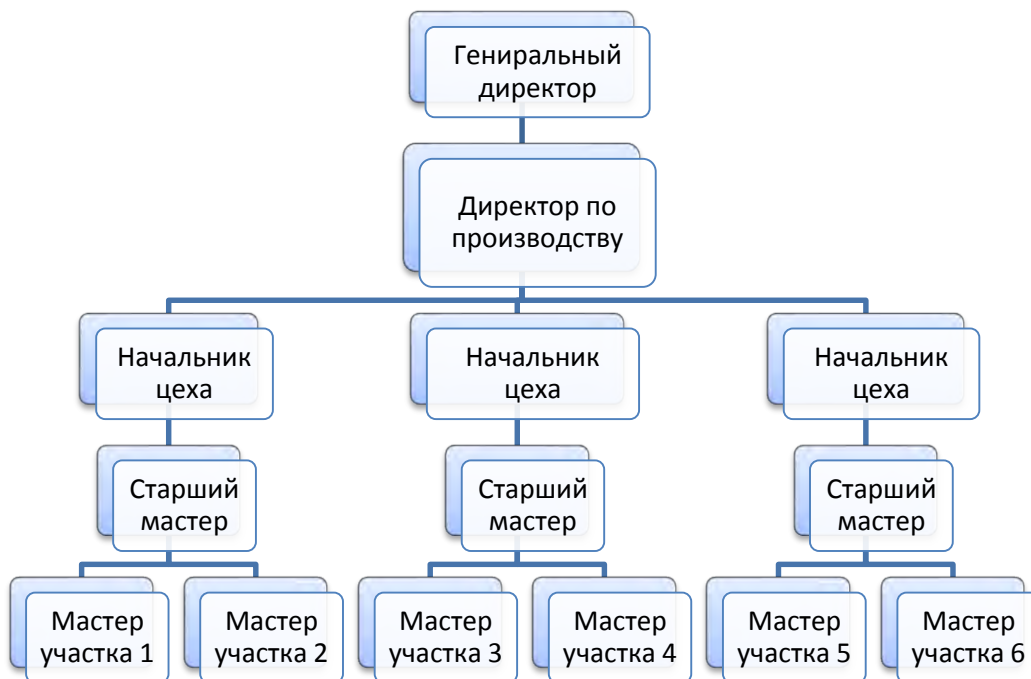 Гениральный
директор
Директор по
производству
Начальник
цеха
Начальник
цеха
Начальник
цеха
Старший
мастер
Старший
мастер
Старший
мастер
Мастер
участка 1
Мастер
участка 2
Мастер
участка 3
Мастер
участка 4
Мастер
участка 5
Мастер
участка 6